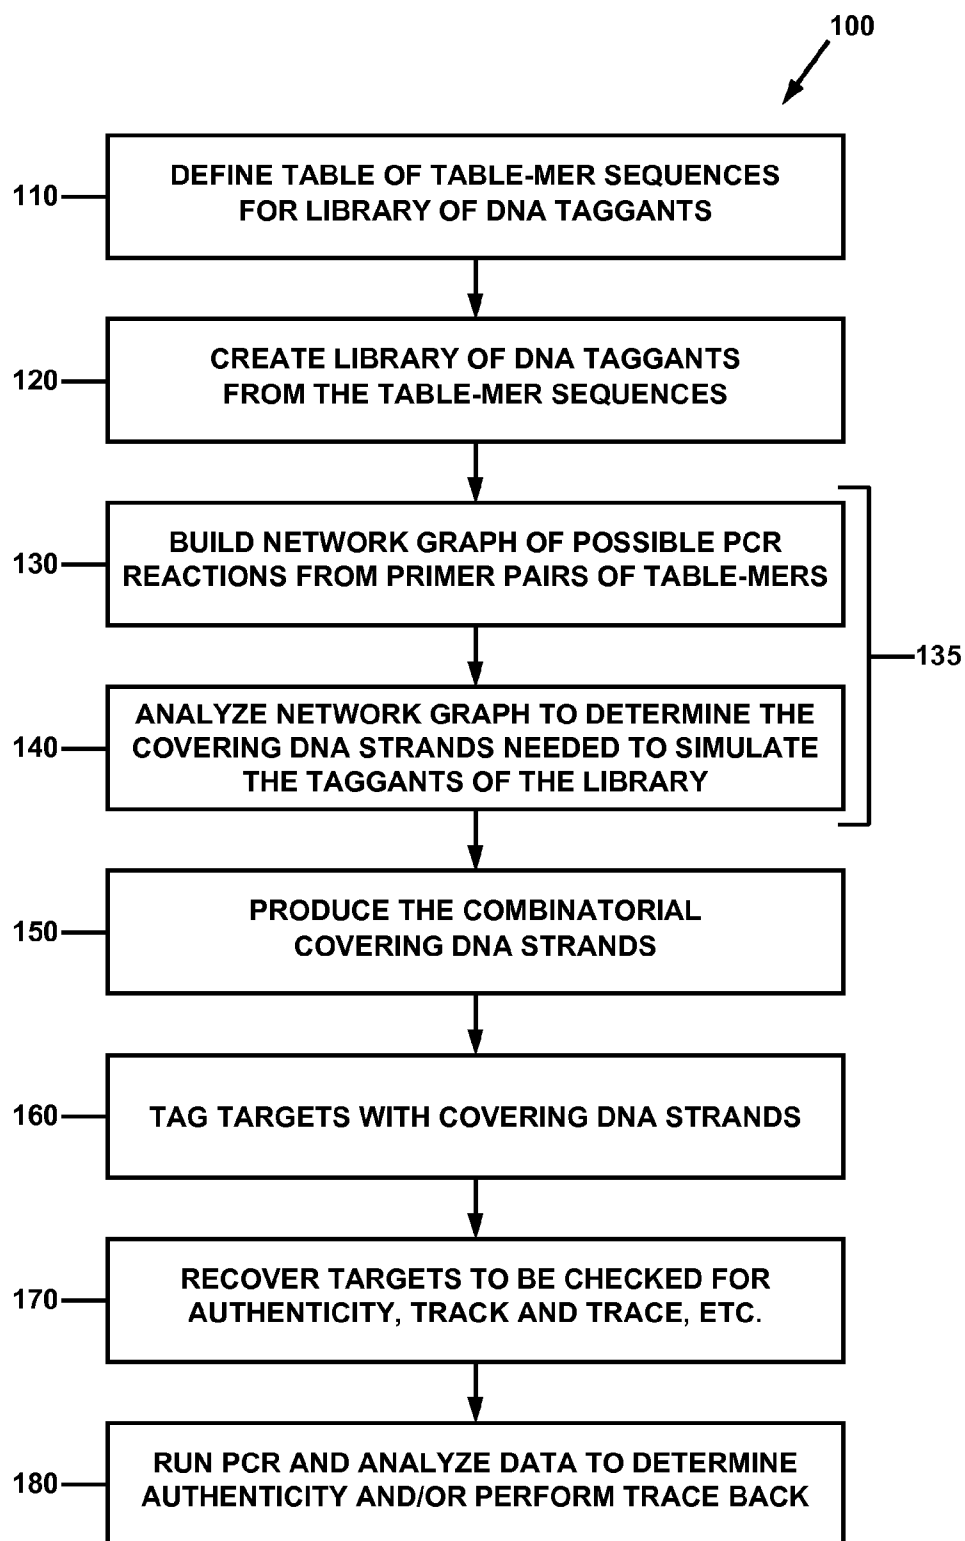 100
110
DEFINE TABLE OF TABLE-MER SEQUENCES
FOR LIBRARY OF DNA TAGGANTS
120
CREATE LIBRARY OF DNA TAGGANTS
FROM THE TABLE-MER SEQUENCES
130
BUILD NETWORK GRAPH OF POSSIBLE PCR
REACTIONS FROM PRIMER PAIRS OF TABLE-MERS
135
140
ANALYZE NETWORK GRAPH TO DETERMINE THE
COVERING DNA STRANDS NEEDED TO SIMULATE
THE TAGGANTS OF THE LIBRARY
150
PRODUCE THE COMBINATORIAL
COVERING DNA STRANDS
160
TAG TARGETS WITH COVERING DNA STRANDS
170
RECOVER TARGETS TO BE CHECKED FOR
AUTHENTICITY, TRACK AND TRACE, ETC.
180
RUN PCR AND ANALYZE DATA TO DETERMINE
AUTHENTICITY AND/OR PERFORM TRACE BACK